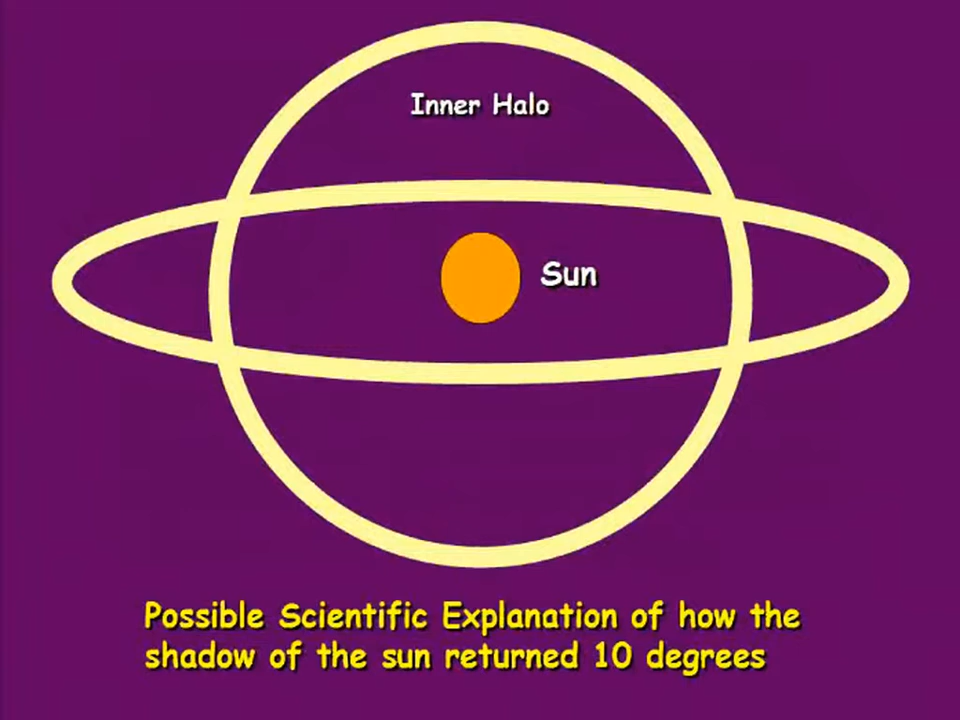 Inner Halo
Sun
Possible Scientific Explanation of how the
shadow of the sun returned 10 degrees